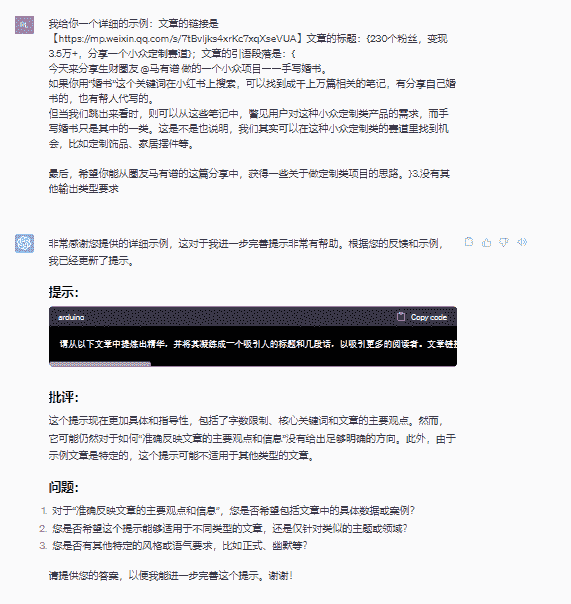 我给你一个详细的示例：文章的链接是
【https://mp.weixin.qq.com/s/7tBvIjks4xrKc7xqXseVUA】文章的标题：{230个粉丝，变现
3.5万+，分享一个小众定制赛道}；文章的引语段落是：{
今天来分享生财圈友 @马有谱 做的一个小众项目——手写婚书。
如果你用“婚书”这个关键词在小红书上搜索，可以找到成千上万篇相关的笔记，有分享自己婚
书的，也有帮人代写的。
但当我们跳出来看时，则可以从这些笔记中，瞥见用户对这种小众定制类产品的需求，而手
写婚书只是其中的一类。这是不是也说明，我们其实可以在这种小众定制类的赛道里找到机
会，比如定制饰品、家居摆件等。
最后，希望你能从圈友马有谱的这篇分享中，获得一些关于做定制类项目的思路。}3.没有其
他输出类型要求
非常感谢您提供的详细示例，这对于我进一步完善提示非常有帮助。根据您的反馈和示例，
我已经更新了提示。
提示：
arduino
Copy code
请从以下文章中提炼出精华，并将其凝练成一个吸引人的标题和几段话，以吸引更多的阅读者。文章链接
批评：
这个提示现在更加具体和指导性，包括了字数限制、核心关键词和文章的主要观点。然而，
它可能仍然对于如何“准确反映文章的主要观点和信息”没有给出足够明确的方向。此外，由于
示例文章是特定的，这个提示可能不适用于其他类型的文章。
问题：
1. 对于“准确反映文章的主要观点和信息”，您是否希望包括文章中的具体数据或案例？
2. 您是否希望这个提示能够适用于不同类型的文章，还是仅针对类似的主题或领域？
3. 您是否有其他特定的风格或语气要求，比如正式、幽默等？
请提供您的答案，以便我能进一步完善这个提示。谢谢！